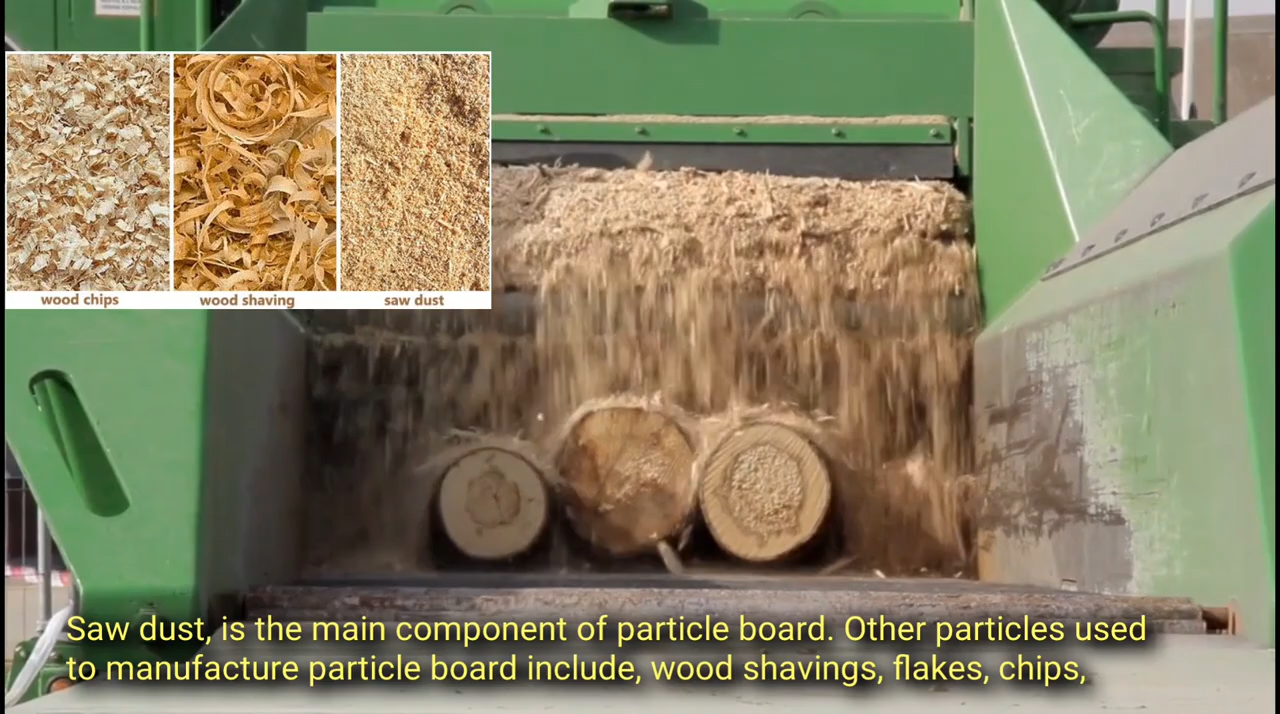 wood chips
wood shaving
saw dust
Saw dust, is the main component of particle board. Other particles used
to manufacture particle board include, wood shavings, flakes, chips,